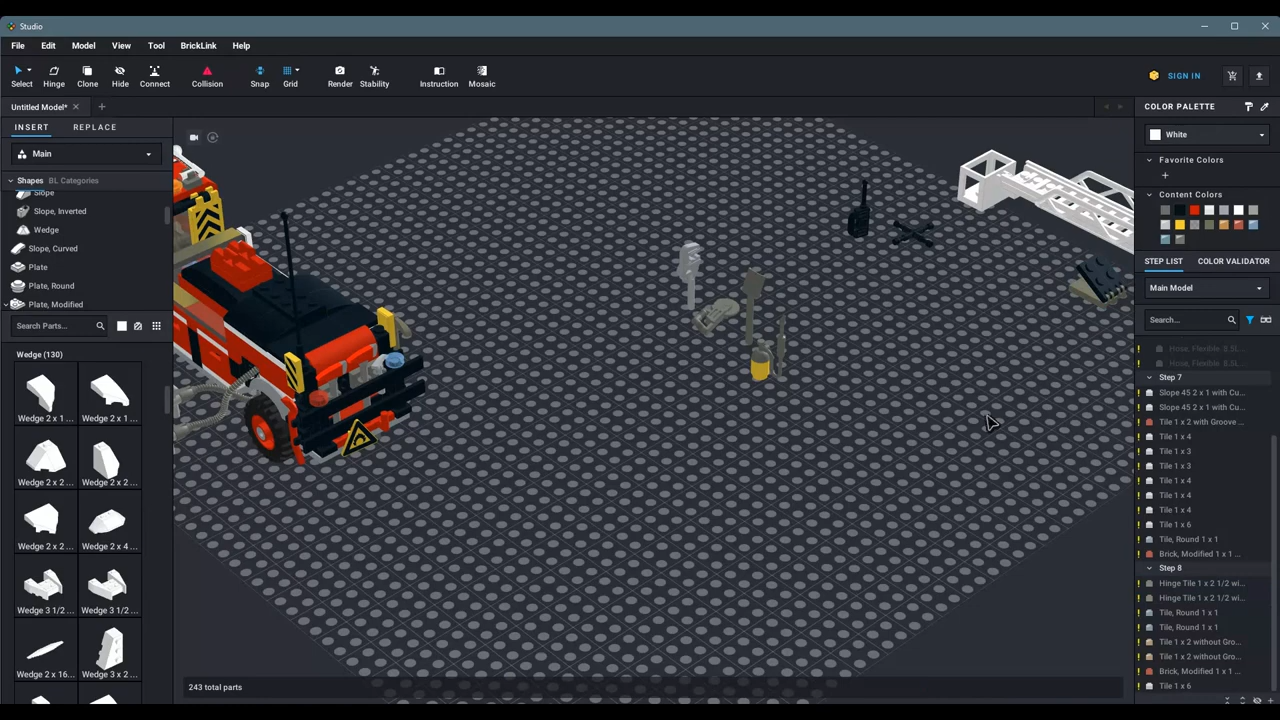 Studio
File Edit Model View Tool BrickLink Help
Select Hinge Clone Hide Connect Collision Snap Grid Render Stability Instruction Mosaic SIGN IN
Untitled Model*
INSERT REPLACE
Main
Shapes BL Categories
Slope
Slope, Inverted
Wedge
Slope, Curved
Plate
Plate, Round
Plate, Modified
Search Parts...
Wedge (130)
Wedge 2 x 1 ... Wedge 2 x 1 ...
Wedge 2 x 2 ... Wedge 2 x 2 ...
Wedge 2 x 2 ... Wedge 2 x 4 ...
Wedge 3 1/2 ... Wedge 3 1/2 ...
Wedge 2 x 16... Wedge 3 x 2 ...
243 total parts
COLOR PALETTE
White
Favorite Colors
Content Colors
STEP LIST COLOR VALIDATOR
Main Model
Search...
Hose, Flexible 8.5L...
Hose, Flexible 8.5L...
Step 7
Slope 45 2 x 1 with Cu...
Slope 45 2 x 1 with Cu...
Tile 1 x 2 with Groove ...
Tile 1 x 4
Tile 1 x 3
Tile 1 x 3
Tile 1 x 4
Tile 1 x 4
Tile 1 x 4
Tile 1 x 6
Tile, Round 1 x 1
Brick, Modified 1 x 1 ...
Step 8
Hinge Tile 1 x 2 1/2 wi...
Hinge Tile 1 x 2 1/2 wi...
Tile, Round 1 x 1
Tile, Round 1 x 1
Tile 1 x 2 without Gro...
Tile 1 x 2 without Gro...
Brick, Modified 1 x 1 ...
Tile 1 x 6